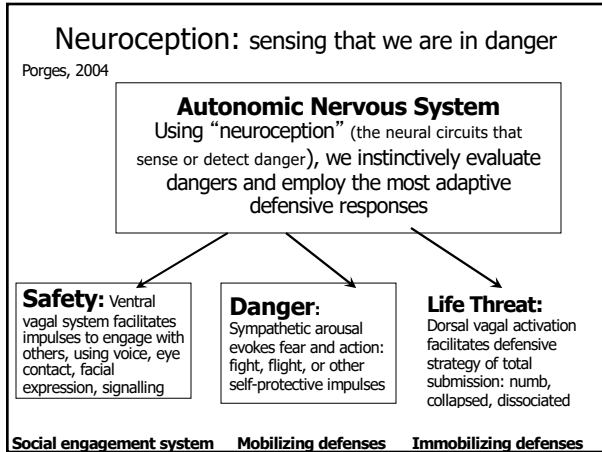 Neuroception: sensing that we are in danger
Porges, 2004
Autonomic Nervous System
Using “neuroception” (the neural circuits that
sense or detect danger), we instinctively evaluate
dangers and employ the most adaptive
defensive responses
Safety: Ventral
vagal system facilitates
impulses to engage with
others, using voice, eye
contact, facial
expression, signalling
Danger:
Sympathetic arousal
evokes fear and action:
fight, flight, or other
self-protective impulses
Life Threat:
Dorsal vagal activation
facilitates defensive
strategy of total
submission: numb,
collapsed, dissociated
Social engagement system
Mobilizing defenses
Immobilizing defenses